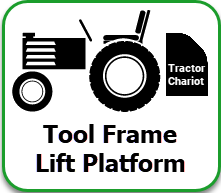 Tractor
Chariot
Tool Frame
Lift Platform